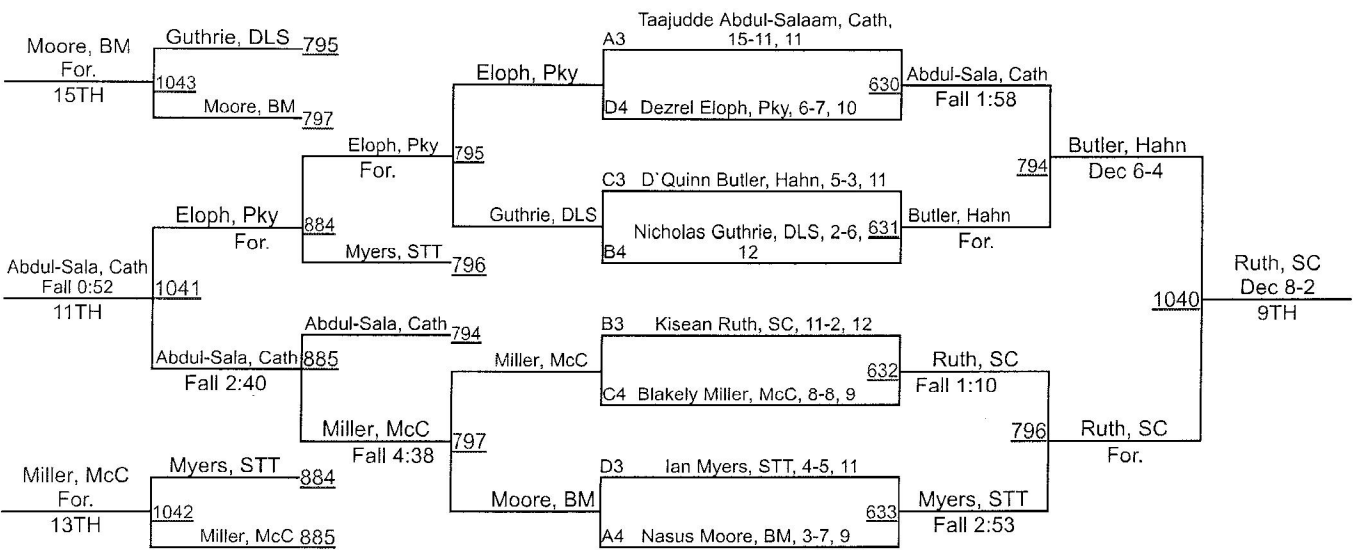 Moore, BM
For.
15TH
Guthrie, DLS 795
1043
Moore, BM 797
Eloph, Pky
For.
795
Eloph, Pky
Guthrie, DLS
Taajudde Abdul-Salaam, Cath,
15-11, 11
A3
630
D4 Dezrel Eloph, Pky, 6-7, 10
Abdul-Sala, Cath
Fall 1:58
C3 D`Quinn Butler, Hahn, 5-3, 11
Nicholas Guthrie, DLS, 2-6,
12
631
B4
Butler, Hahn
For.
794
Butler, Hahn
Dec 6-4
Eloph, Pky
For.
884
Myers, STT 796
Abdul-Sala, Cath
Fall 0:52
11TH
1041
Abdul-Sala, Cath
Fall 2:40
885
Abdul-Sala, Cath 794
Miller, McC
Fall 4:38
797
Miller, McC
Moore, BM
B3 Kisean Ruth, SC, 11-2, 12
632
C4 Blakely Miller, McC, 8-8, 9
Ruth, SC
Fall 1:10
D3 Ian Myers, STT, 4-5, 11
633
A4 Nasus Moore, BM, 3-7, 9
Myers, STT
Fall 2:53
796
Ruth, SC
For.
1040
Ruth, SC
Dec 8-2
9TH
Miller, McC
For.
13TH
Myers, STT 884
1042
Miller, McC 885